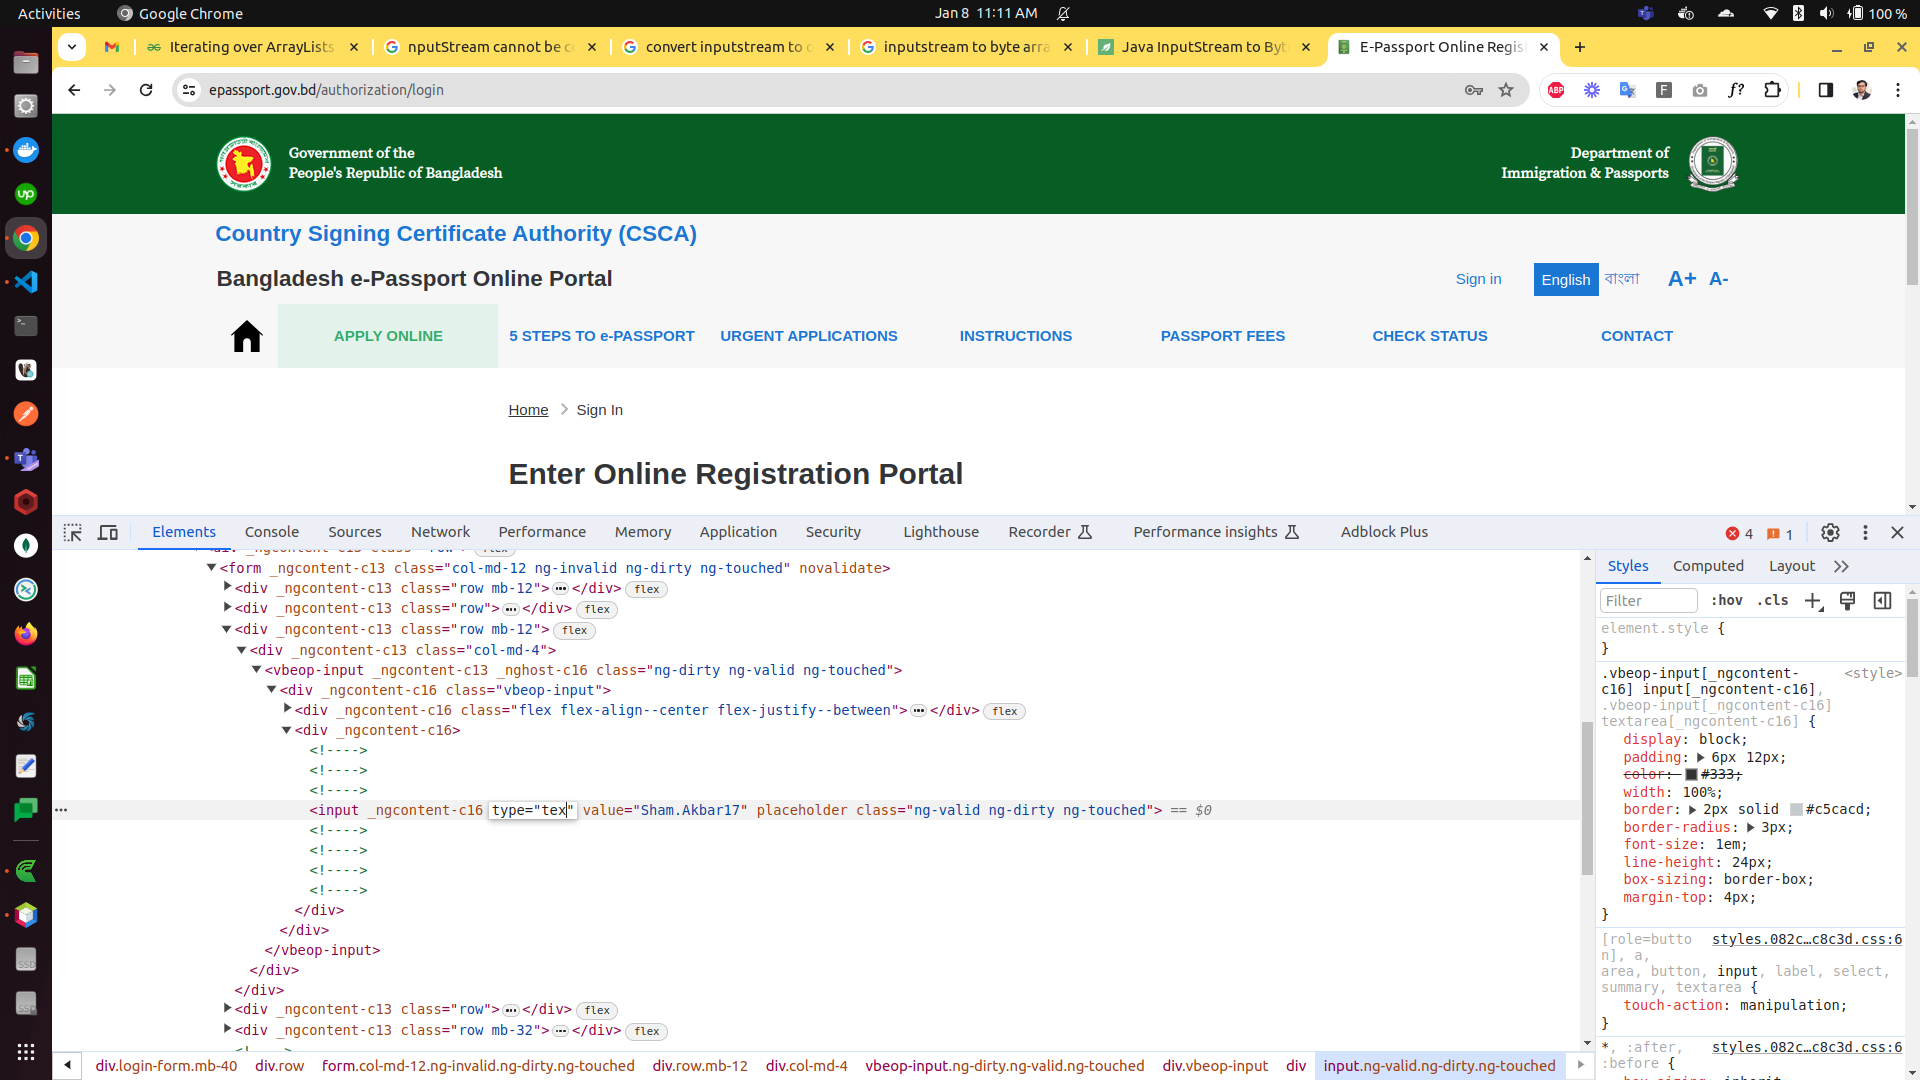 Activities Google Chrome Jan 8 11:11 AM 100 %
Iterating over ArrayLists nputStream cannot be c convert inputstream to inputstream to byte arra Java InputStream to Byt E-Passport Online Regis
epassport.gov.bd/authorization/login
ABP F f?
up
Government of the
People's Republic of Bangladesh
Department of
Immigration & Passports
Country Signing Certificate Authority (CSCA)
Bangladesh e-Passport Online Portal
Sign in English বাংলা A+ A-
APPLY ONLINE 5 STEPS TO e-PASSPORT URGENT APPLICATIONS INSTRUCTIONS PASSPORT FEES CHECK STATUS CONTACT
Home Sign In
Enter Online Registration Portal
Elements Console Sources Network Performance Memory Application Security Lighthouse Recorder Performance insights Adblock Plus 4 1
<form _ngcontent-c13 class="col-md-12 ng-invalid ng-dirty ng-touched" novalidate>
<div _ngcontent-c13 class="row mb-12">…</div> flex
<div _ngcontent-c13 class="row">…</div> flex
<div _ngcontent-c13 class="row mb-12"> flex
<div _ngcontent-c13 class="col-md-4">
<vbeop-input _ngcontent-c13 _nghost-c16 class="ng-dirty ng-valid ng-touched">
<div _ngcontent-c16 class="vbeop-input">
<div _ngcontent-c16 class="flex flex-align--center flex-justify--between">…</div> flex
<div _ngcontent-c16>
<!---->
<!---->
<!---->
… <input _ngcontent-c16 type="tex" value="Sham.Akbar17" placeholder class="ng-valid ng-dirty ng-touched"> == $0
<!---->
<!---->
<!---->
<!---->
</div>
</div>
</vbeop-input>
</div>
</div>
<div _ngcontent-c13 class="row">…</div> flex
<div _ngcontent-c13 class="row mb-32">…</div> flex
div.login-form.mb-40 div.row form.col-md-12.ng-invalid.ng-dirty.ng-touched div.row.mb-12 div.col-md-4 vbeop-input.ng-dirty.ng-valid.ng-touched div.vbeop-input div input.ng-valid.ng-dirty.ng-touched
Styles Computed Layout
Filter :hov .cls
element.style {
}
.vbeop-input[_ngcontent- <style>
c16] input[_ngcontent-c16],
.vbeop-input[_ngcontent-c16]
textarea[_ngcontent-c16] {
display: block;
padding: 6px 12px;
color: #333;
width: 100%;
border: 2px solid #c5cacd;
border-radius: 3px;
font-size: 1em;
line-height: 24px;
box-sizing: border-box;
margin-top: 4px;
}
[role=butto styles.082c…c8c3d.css:6
n], a,
area, button, input, label, select,
summary, textarea {
touch-action: manipulation;
}
*, :after, styles.082c…c8c3d.css:6
:before {